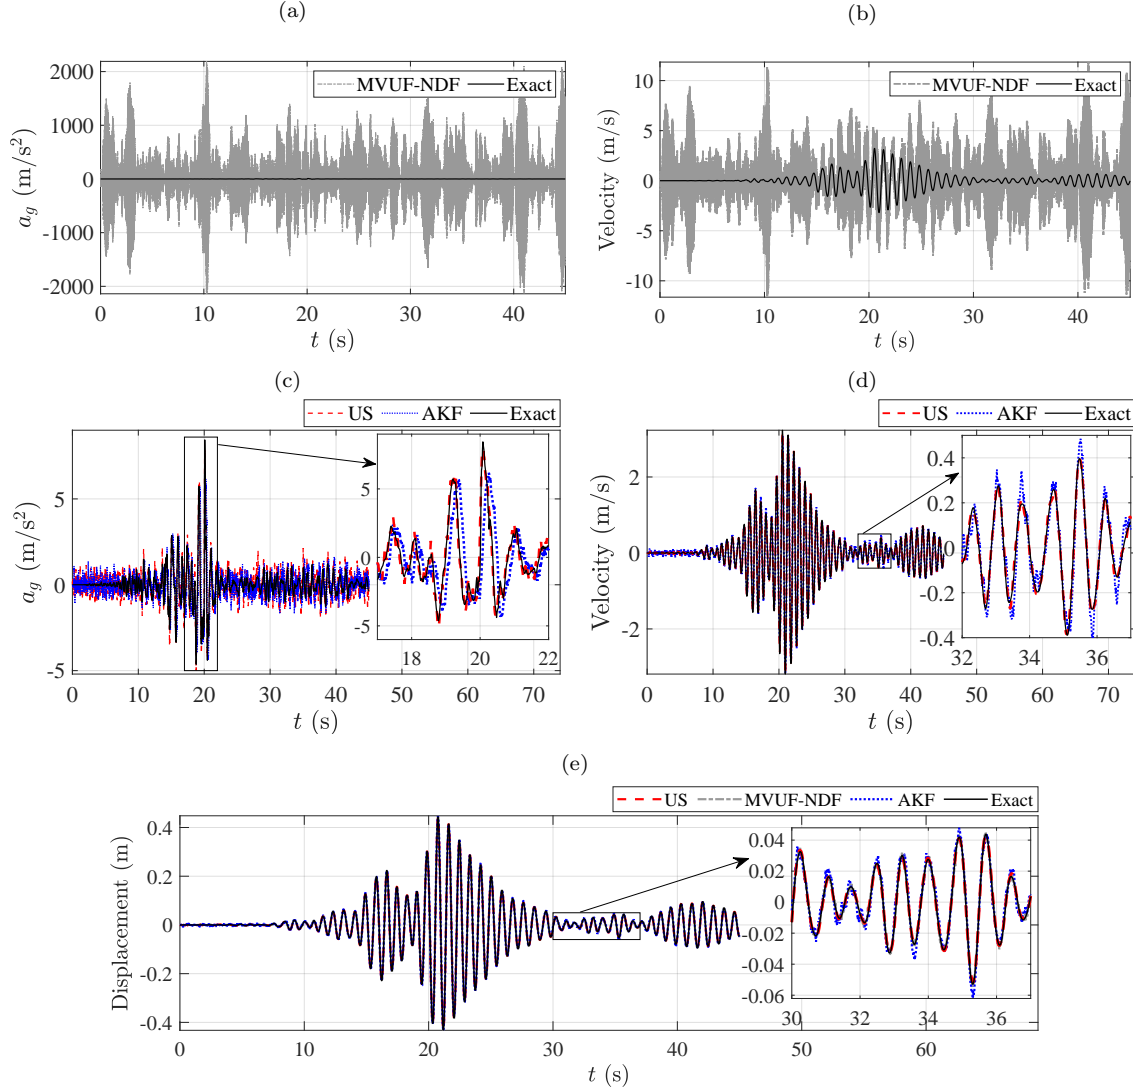 (a)
MVUF-NDF Exact
2000
1000
0
-1000
-2000
a_g (m/s²)
0 10 20 30 40
t (s)
(b)
MVUF-NDF Exact
10
5
0
-5
-10
Velocity (m/s)
0 10 20 30 40
t (s)
(c)
US AKF Exact
5
0
-5
a_g (m/s²)
0 10 20 30 40 50 60 70
t (s)
5
0
-5
18 19 20 22
(d)
US AKF Exact
2
0
-2
Velocity (m/s)
0 10 20 30 40 50 60 70
t (s)
0.4
0.2
0
-0.2
-0.4
32 34 36
(e)
US MVUF-NDF AKF Exact
0.4
0.2
0
-0.2
-0.4
Displacement (m)
0 10 20 30 40 50 60
t (s)
0.04
0.02
0
-0.02
-0.04
-0.06
30 32 34 36